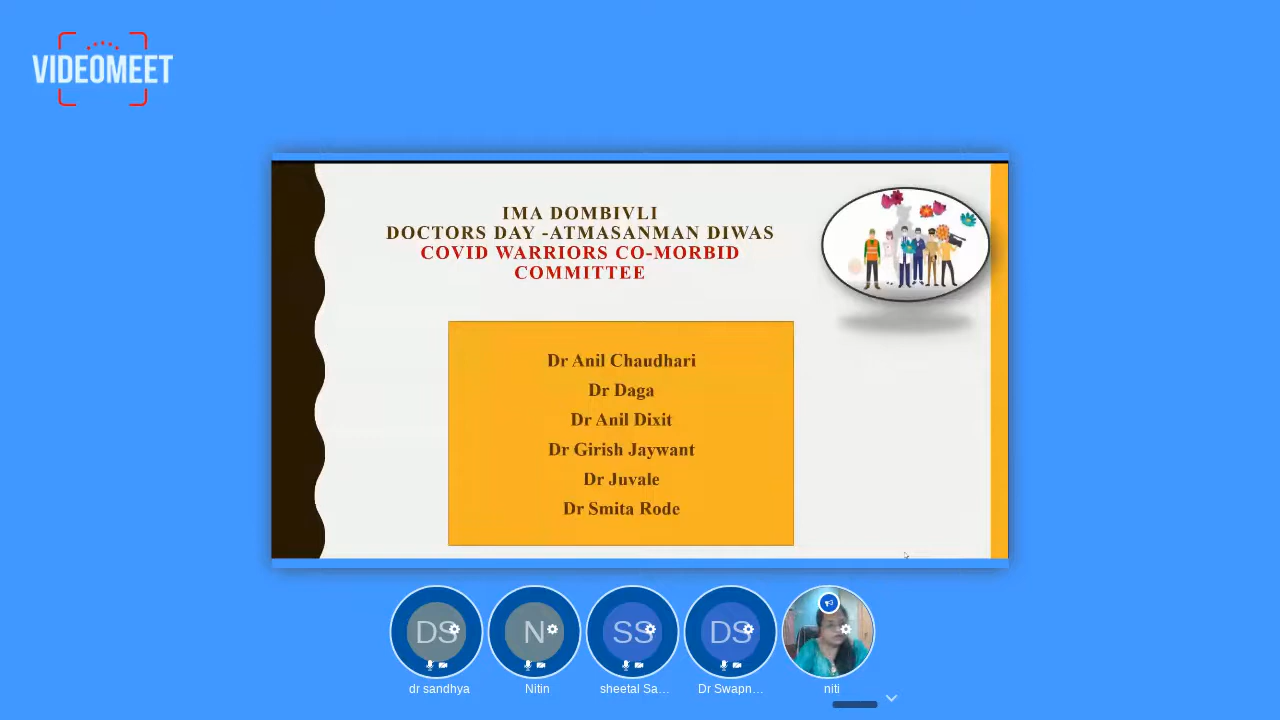 VIDEOMEET
IMA DOMBIVLI
DOCTORS DAY -ATMASANMAN DIWAS
COVID WARRIORS CO-MORBID
COMMITTEE
Dr Anil Chaudhari
Dr Daga
Dr Anil Dixit
Dr Girish Jaywant
Dr Juvale
Dr Smita Rode
DS
N
SS
DS
dr sandhya
Nitin
sheetal Sa...
Dr Swapn...
niti